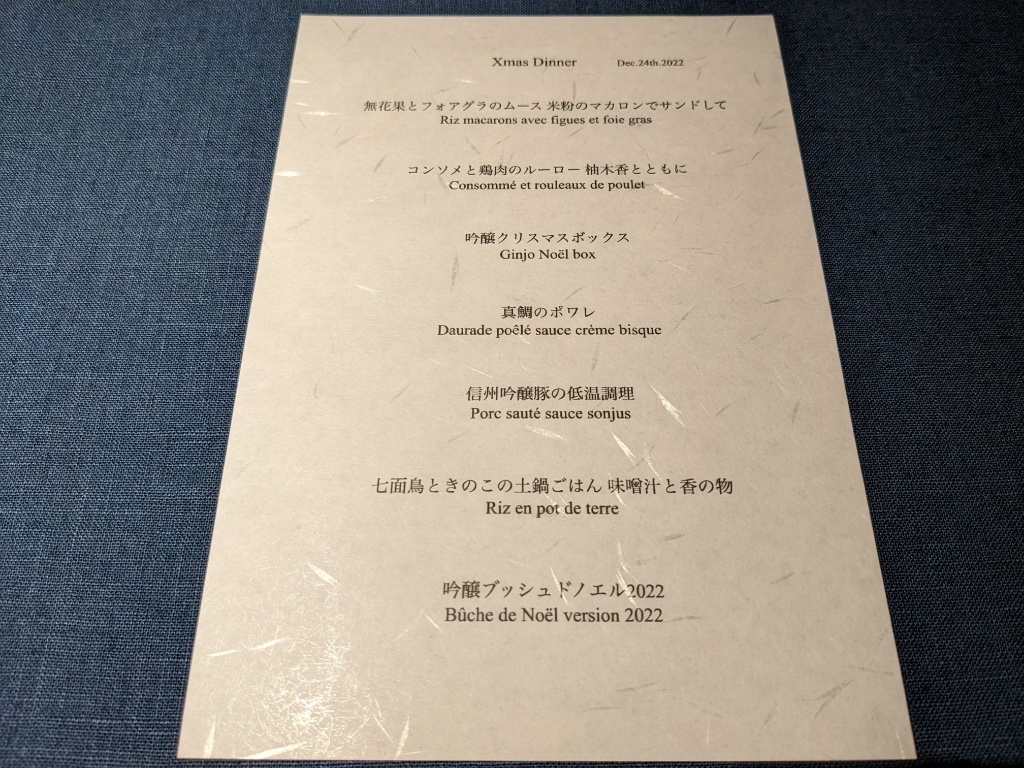 Xmas Dinner Dec.24th.2022
無花果とフォアグラのムース 米粉のマカロンでサンドして
Riz macarons avec figues et foie gras
コンソメと鶏肉のルーロー 柚木香とともに
Consommé et rouleaux de poulet
吟醸クリスマスボックス
Ginjo Noël box
真鯛のポワレ
Daurade poêlé sauce crème bisque
信州吟醸豚の低温調理
Porc sauté sauce sonjus
七面鳥ときのこの土鍋ごはん 味噌汁と香の物
Riz en pot de terre
吟醸ブッシュドノエル2022
Bûche de Noël version 2022